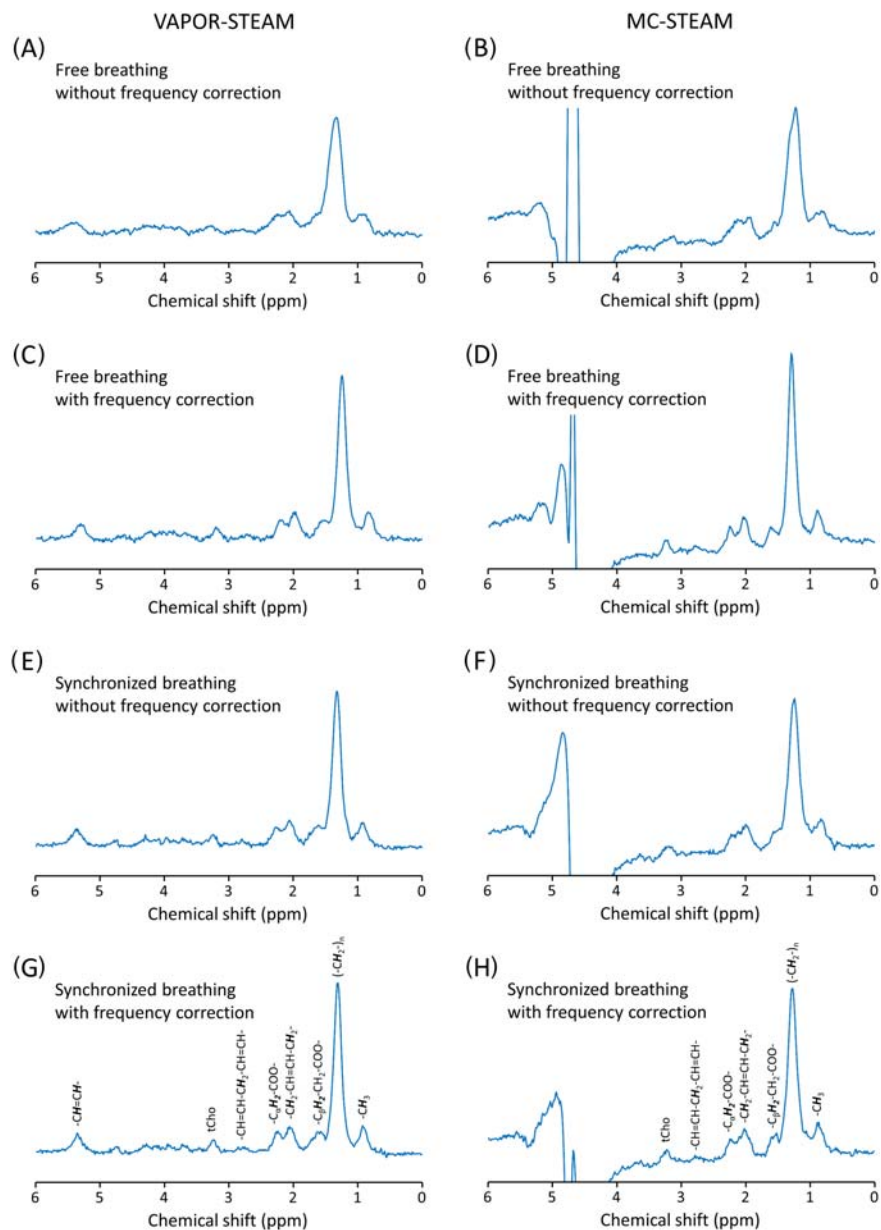 VAPOR-STEAM
MC-STEAM
(A)
Free breathing
without frequency correction
6 5 4 3 2 1 0
Chemical shift (ppm)
(B)
Free breathing
without frequency correction
6 5 4 3 2 1 0
Chemical shift (ppm)
(C)
Free breathing
with frequency correction
6 5 4 3 2 1 0
Chemical shift (ppm)
(D)
Free breathing
with frequency correction
6 5 4 3 2 1 0
Chemical shift (ppm)
(E)
Synchronized breathing
without frequency correction
6 5 4 3 2 1 0
Chemical shift (ppm)
(F)
Synchronized breathing
without frequency correction
6 5 4 3 2 1 0
Chemical shift (ppm)
(G)
Synchronized breathing
with frequency correction
-CH=CH-
tCho
-CH=CH-CH₂-CH=CH-
-CαH₂-COO-
-CH₂-CH=CH-CH₂-
-CβH₂-CH₂-COO-
(-CH₂-)ₙ
-CH₃
6 5 4 3 2 1 0
Chemical shift (ppm)
(H)
Synchronized breathing
with frequency correction
tCho
-CH=CH-CH₂-CH=CH-
-CαH₂-COO-
-CH₂-CH=CH-CH₂-
-CβH₂-CH₂-COO-
(-CH₂-)ₙ
-CH₃
6 5 4 3 2 1 0
Chemical shift (ppm)